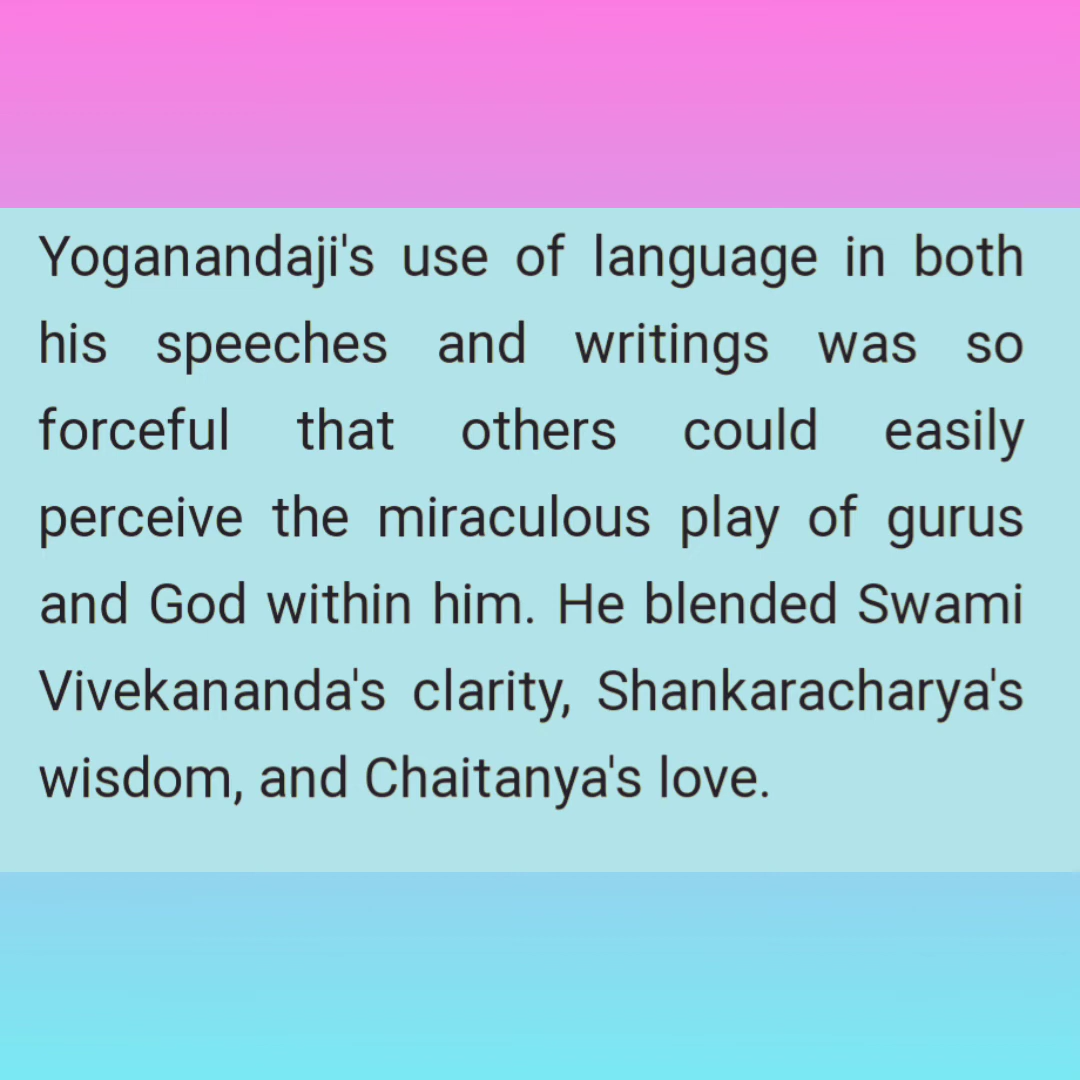 Yoganandaji's use of language in both
his speeches and writings was so
forceful that others could easily
perceive the miraculous play of gurus
and God within him. He blended Swami
Vivekananda's clarity, Shankaracharya's
wisdom, and Chaitanya's love.